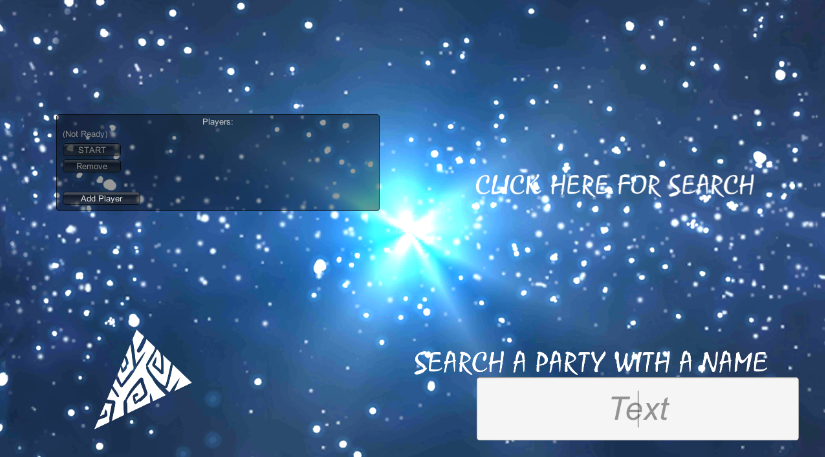 Players:
(Not Ready)
START
Remove
Add Player
CLICK HERE FOR SEARCH
SEARCH A PARTY WITH A NAME
Text